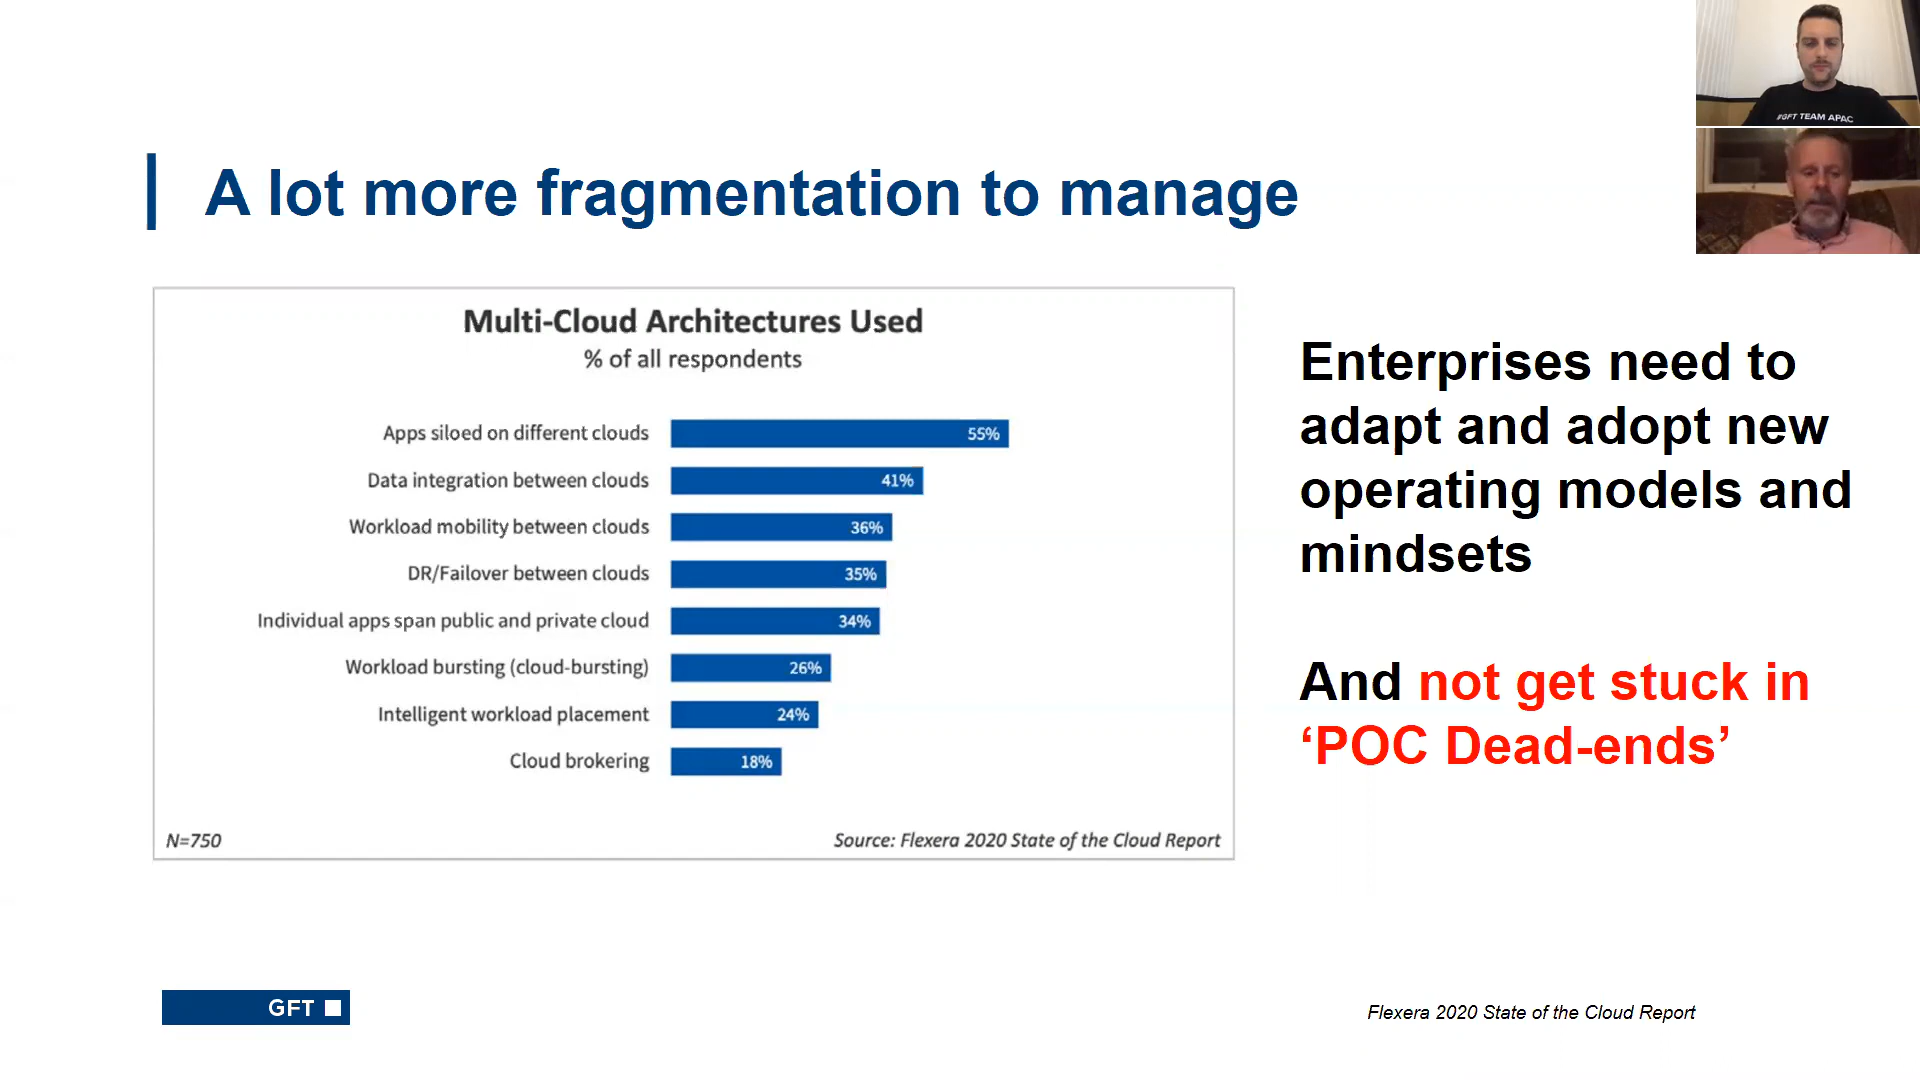 #GFT TEAM APAC
A lot more fragmentation to manage
Multi-Cloud Architectures Used
% of all respondents
Apps siloed on different clouds 55%
Data integration between clouds 41%
Workload mobility between clouds 36%
DR/Failover between clouds 35%
Individual apps span public and private cloud 34%
Workload bursting (cloud-bursting) 26%
Intelligent workload placement 24%
Cloud brokering 18%
N=750
Source: Flexera 2020 State of the Cloud Report
Enterprises need to
adapt and adopt new
operating models and
mindsets
And not get stuck in
‘POC Dead-ends’
GFT
Flexera 2020 State of the Cloud Report